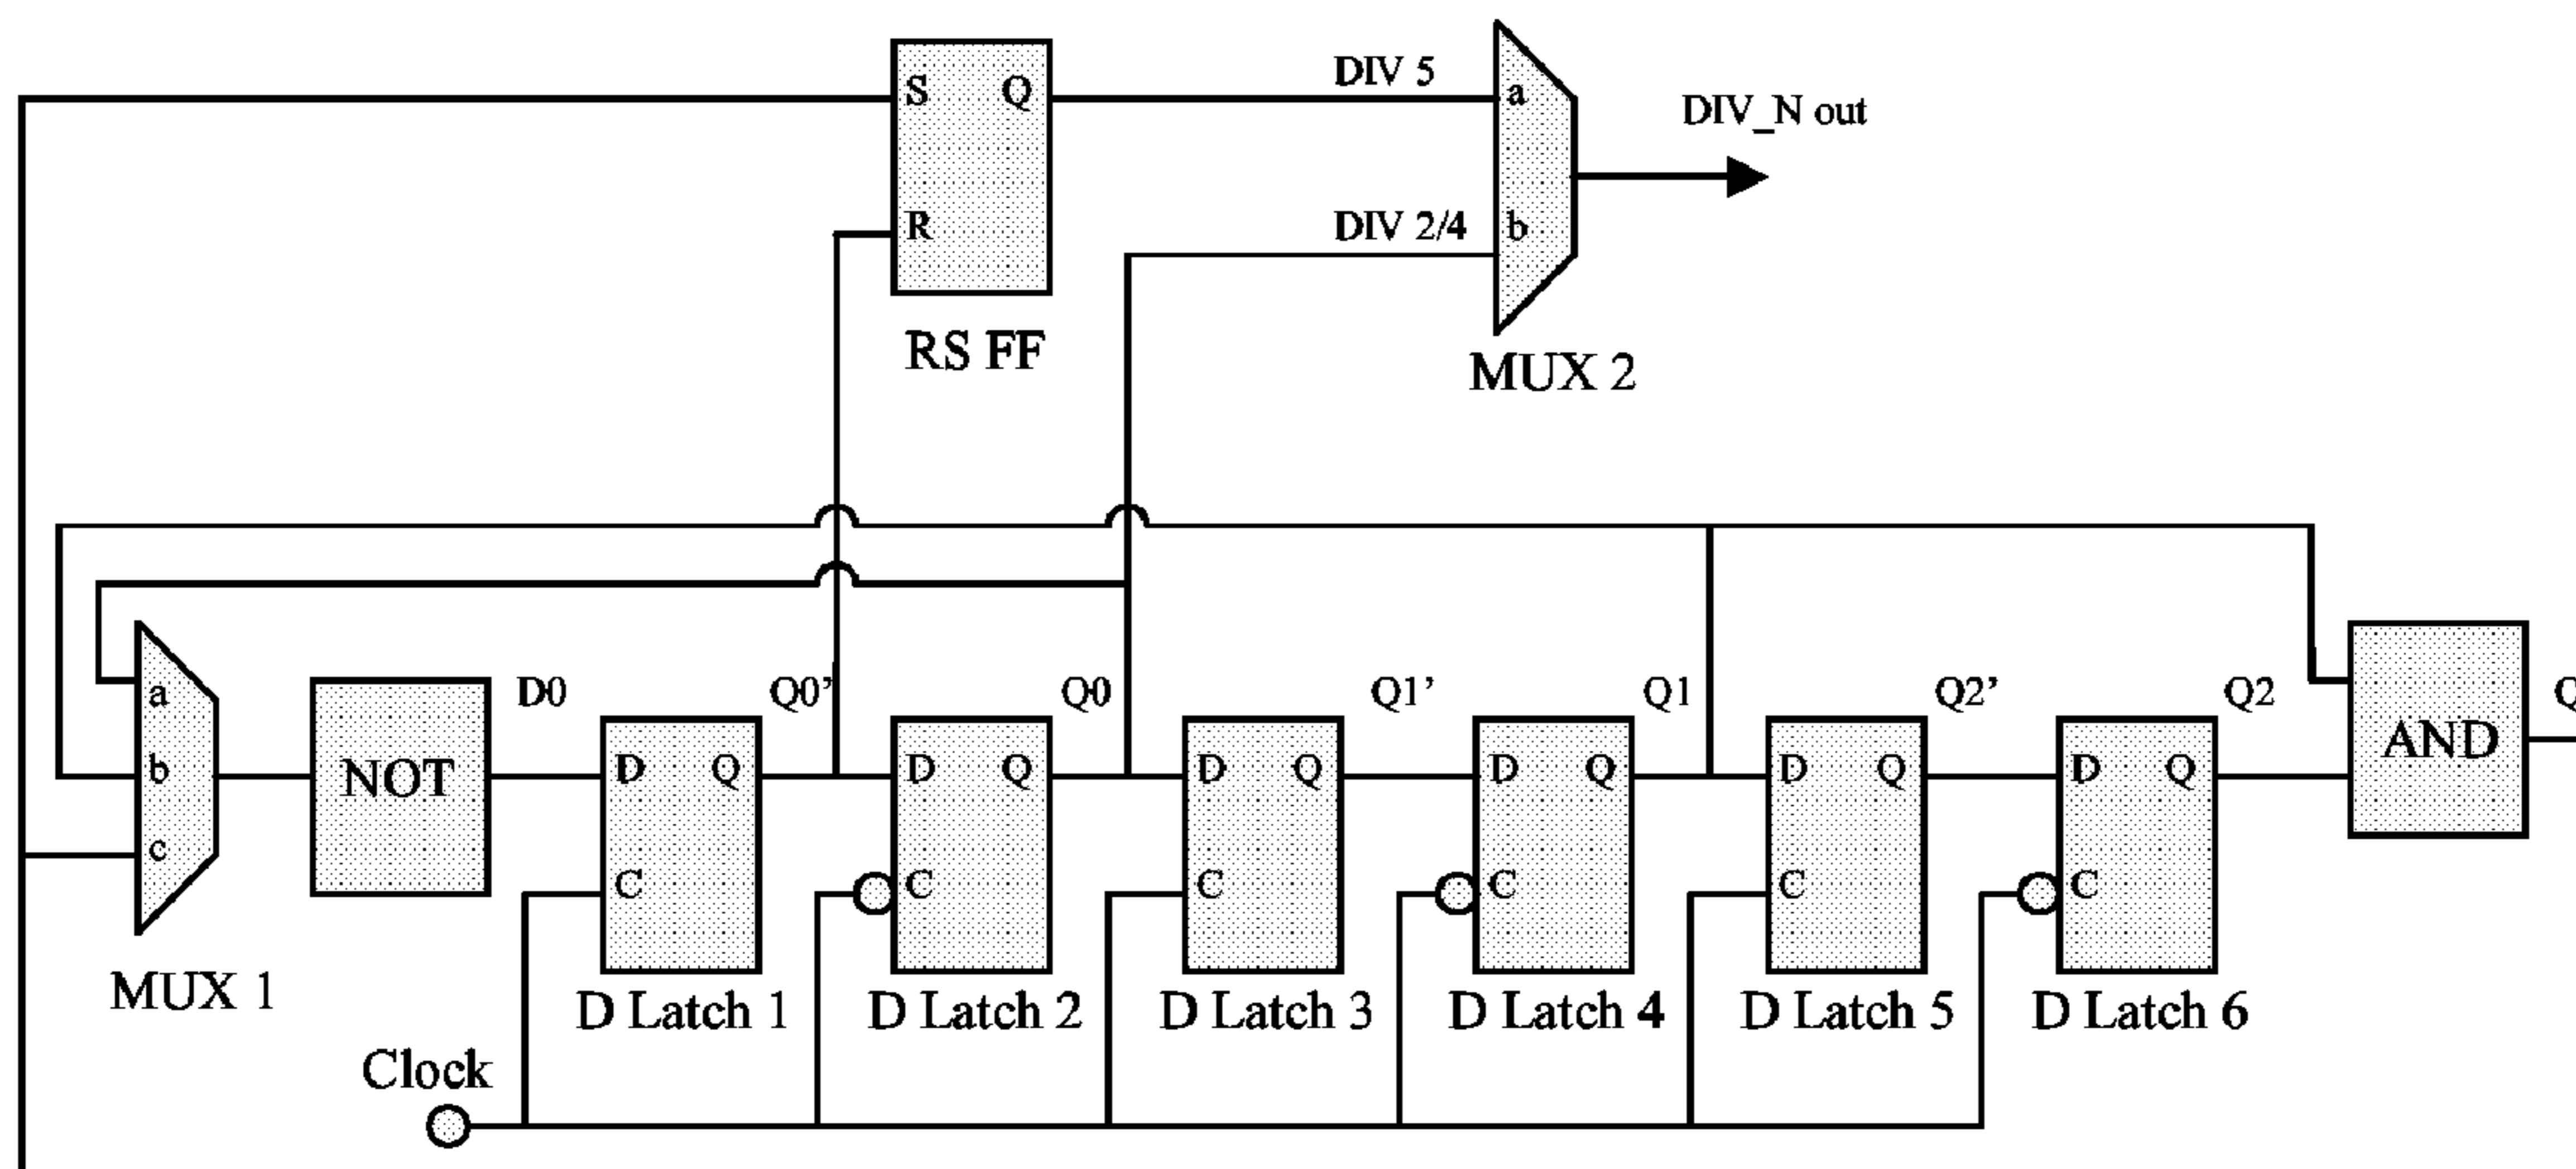 S Q DIV 5 a DIV_N out
R DIV 2/4 b
RS FF
MUX 2
a D0 Q0' Q0 Q1' Q1 Q2' Q2 Q
b NOT D Q D Q D Q D Q D Q D Q AND
c C C C C C C
MUX 1 D Latch 1 D Latch 2 D Latch 3 D Latch 4 D Latch 5 D Latch 6
Clock